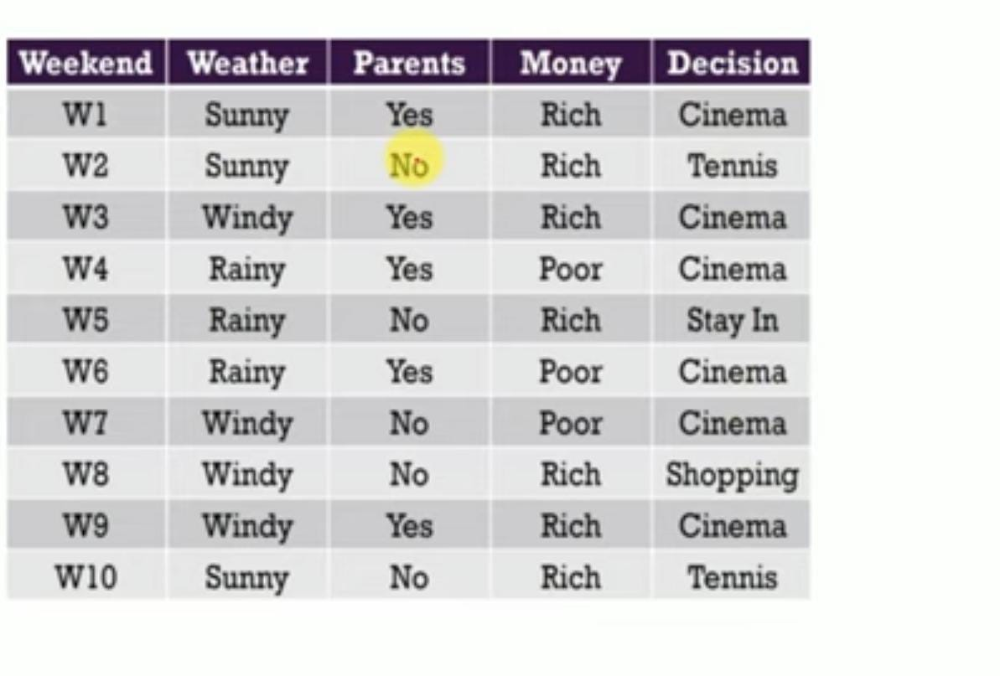 Weekend Weather Parents Money Decision
W1 Sunny Yes Rich Cinema
W2 Sunny No Rich Tennis
W3 Windy Yes Rich Cinema
W4 Rainy Yes Poor Cinema
W5 Rainy No Rich Stay In
W6 Rainy Yes Poor Cinema
W7 Windy No Poor Cinema
W8 Windy No Rich Shopping
W9 Windy Yes Rich Cinema
W10 Sunny No Rich Tennis